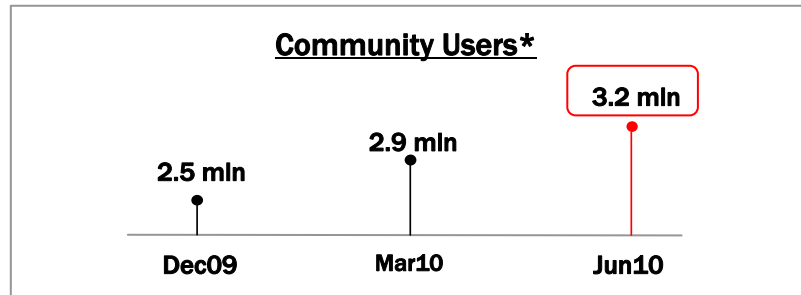 Community Users*
3.2 mln
2.9 mln
2.5 mln
Dec09 Mar10 Jun10